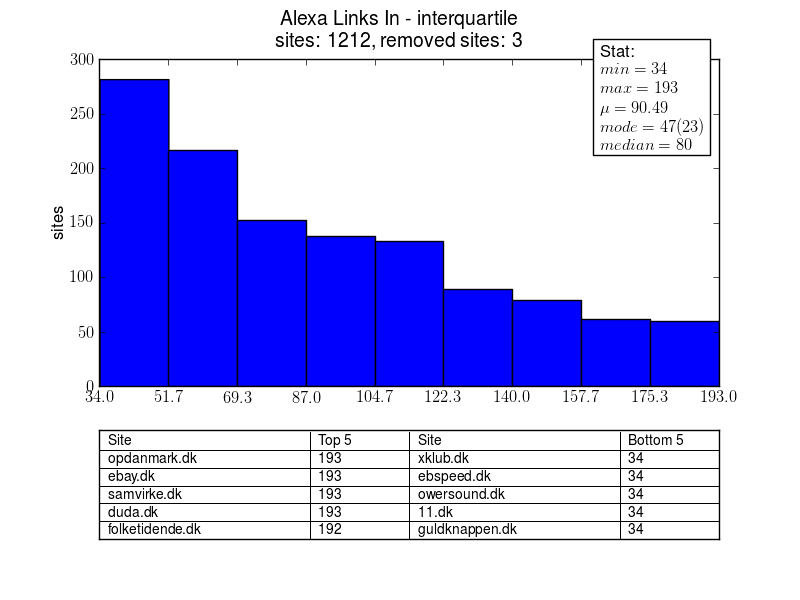 Alexa Links In - interquartile
sites: 1212, removed sites: 3
Stat:
min = 34
max = 193
μ = 90.49
mode = 47(23)
median = 80
300
250
200
150
100
50
0
sites
34.0 51.7 69.3 87.0 104.7 122.3 140.0 157.7 175.3 193.0
Site Top 5 Site Bottom 5
opdanmark.dk 193 xklub.dk 34
ebay.dk 193 ebspeed.dk 34
samvirke.dk 193 owersound.dk 34
duda.dk 193 11.dk 34
folketidende.dk 192 guldknappen.dk 34